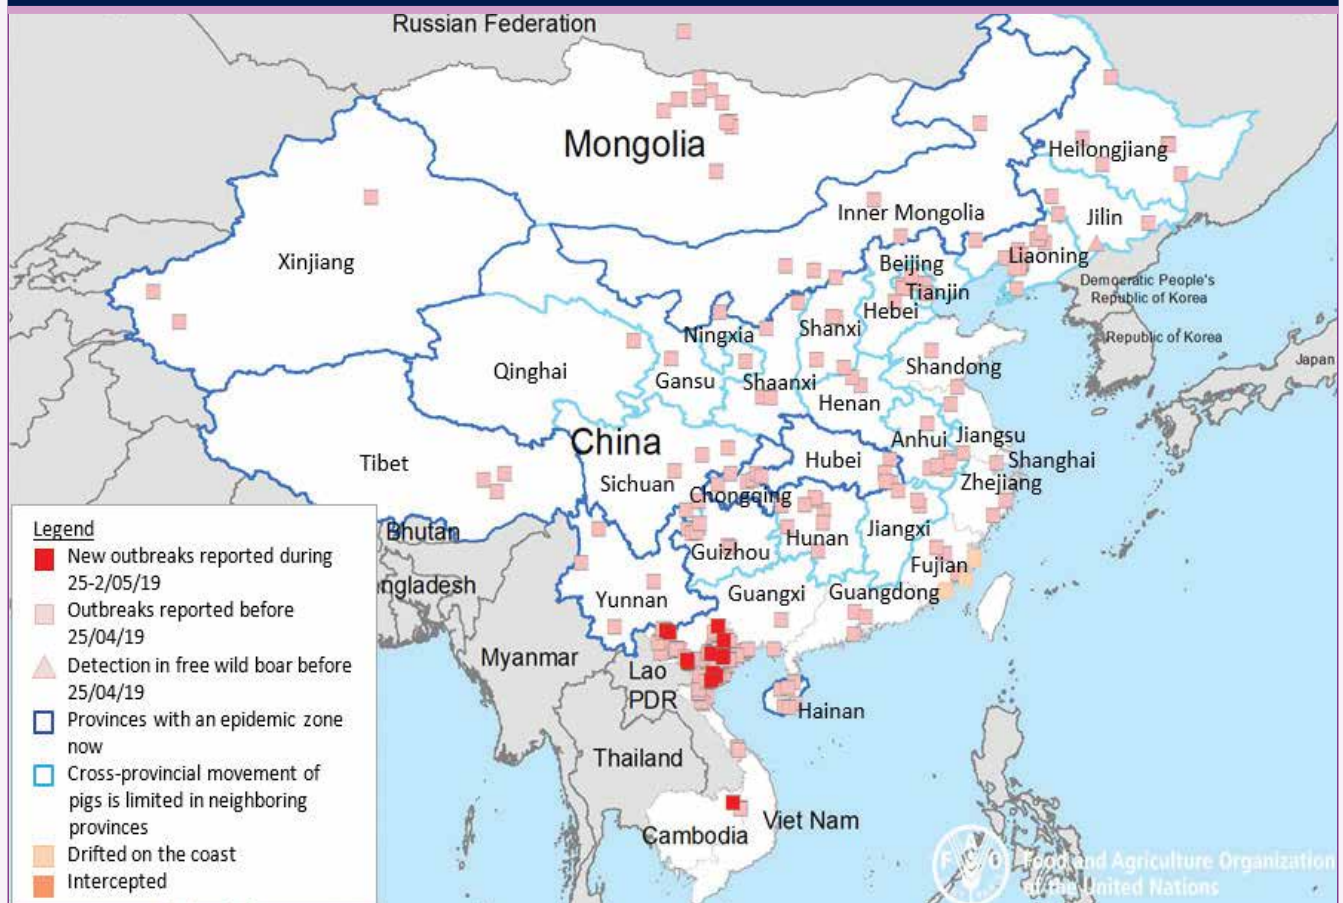 Russian Federation
Mongolia
Heilongjiang
Inner Mongolia
Jilin
Xinjiang
Beijing
Liaoning
Tianjin
Democratic People's
Republic of Korea
Hebei
Ningxia
Shanxi
Republic of Korea
Japan
Qinghai
Gansu
Shaanxi
Shandong
Henan
China
Anhui
Jiangsu
Tibet
Sichuan
Hubei
Shanghai
Chongqing
Zhejiang
Bhutan
Guizhou
Hunan
Jiangxi
Fujian
ngladesh
Yunnan
Guangxi
Guangdong
Myanmar
Lao
PDR
Hainan
Thailand
Viet Nam
Cambodia
Legend
New outbreaks reported during
25-2/05/19
Outbreaks reported before
25/04/19
Detection in free wild boar before
25/04/19
Provinces with an epidemic zone
now
Cross-provincial movement of
pigs is limited in neighboring
provinces
Drifted on the coast
Intercepted
FAO
Food and Agriculture Organization
of the United Nations